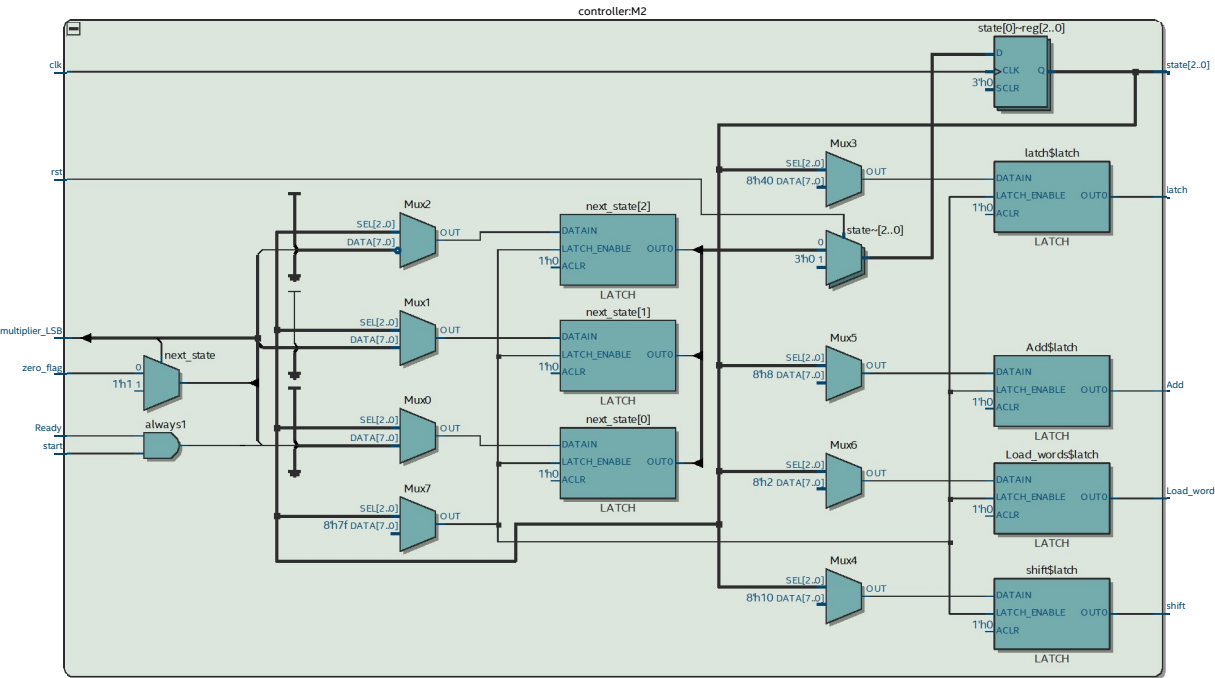 controller:M2
state[0]~reg[2..0]
clk
D
CLK
Q
3'h0
SCLR
state[2..0]
rst
Mux3
SEL[2..0]
OUT
8'h40 DATA[7..0]
latch$latch
DATAIN
LATCH_ENABLE
OUT0
1'h0
ACLR
LATCH
latch
Mux2
SEL[2..0]
OUT
DATA[7..0]
next_state[2]
DATAIN
LATCH_ENABLE
OUT0
1'h0
ACLR
LATCH
state~[2..0]
0
3'h0 1
Mux1
SEL[2..0]
OUT
DATA[7..0]
next_state[1]
DATAIN
LATCH_ENABLE
OUT0
1'h0
ACLR
LATCH
multiplier_LSB
next_state
zero_flag
0
1'h1 1
Mux5
SEL[2..0]
OUT
8'h8 DATA[7..0]
Add$latch
DATAIN
LATCH_ENABLE
OUT0
1'h0
ACLR
LATCH
Add
Ready
start
always1
Mux0
SEL[2..0]
OUT
DATA[7..0]
next_state[0]
DATAIN
LATCH_ENABLE
OUT0
1'h0
ACLR
LATCH
Mux6
SEL[2..0]
OUT
8'h2 DATA[7..0]
Load_words$latch
DATAIN
LATCH_ENABLE
OUT0
1'h0
ACLR
LATCH
Load_word
Mux7
SEL[2..0]
OUT
8'h7f DATA[7..0]
Mux4
SEL[2..0]
OUT
8'h10 DATA[7..0]
shift$latch
DATAIN
LATCH_ENABLE
OUT0
1'h0
ACLR
LATCH
shift